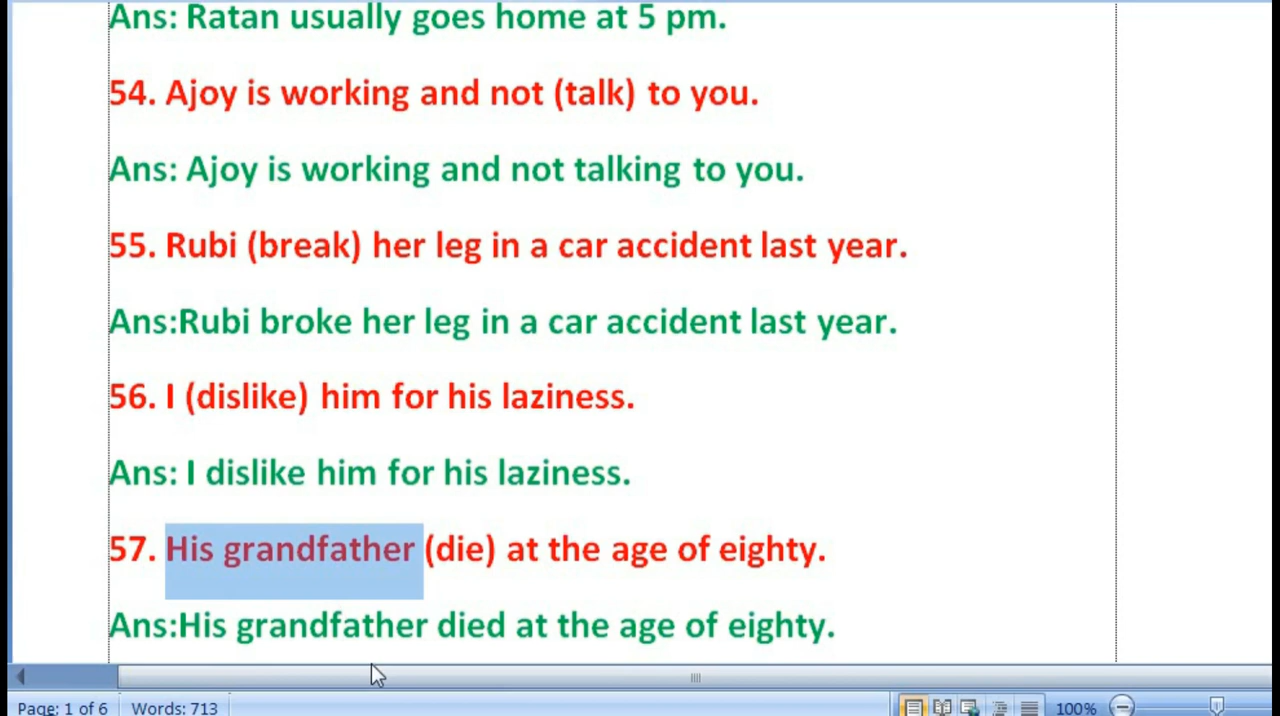 Ans: Ratan usually goes home at 5 pm.
54. Ajoy is working and not (talk) to you.
Ans: Ajoy is working and not talking to you.
55. Rubi (break) her leg in a car accident last year.
Ans:Rubi broke her leg in a car accident last year.
56. I (dislike) him for his laziness.
Ans: I dislike him for his laziness.
57. His grandfather (die) at the age of eighty.
Ans:His grandfather died at the age of eighty.
Page: 1 of 6 Words: 713 100%